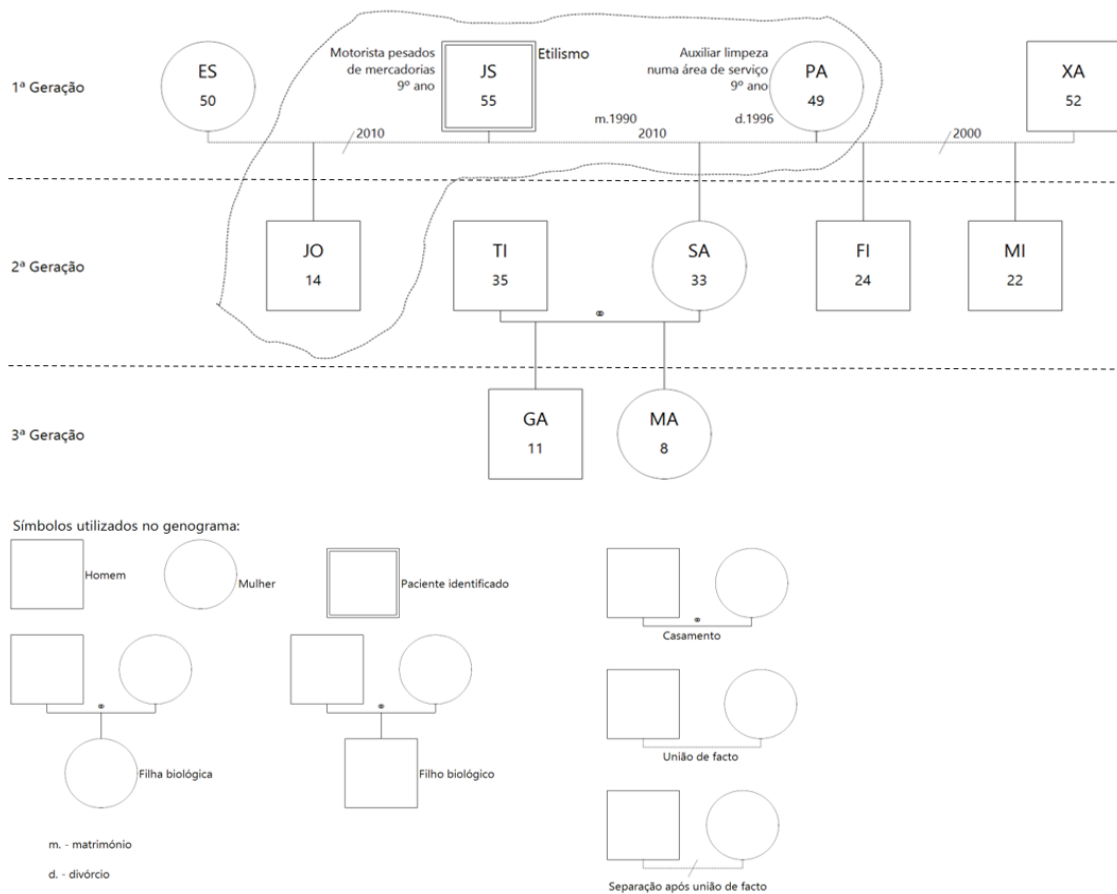 Motorista pesados
de mercadorias
9º ano
Etilismo
Auxiliar limpeza
numa área de serviço
9º ano
1ª Geração
ES
50
JS
55
PA
49
XA
52
m.1990
d.1996
2010
2010
2000
2ª Geração
JO
14
TI
35
SA
33
FI
24
MI
22
3ª Geração
GA
11
MA
8
Símbolos utilizados no genograma:
Homem
Mulher
Paciente identificado
Casamento
Filha biológica
Filho biológico
União de facto
m. - matrimónio
d. - divórcio
Separação após união de facto